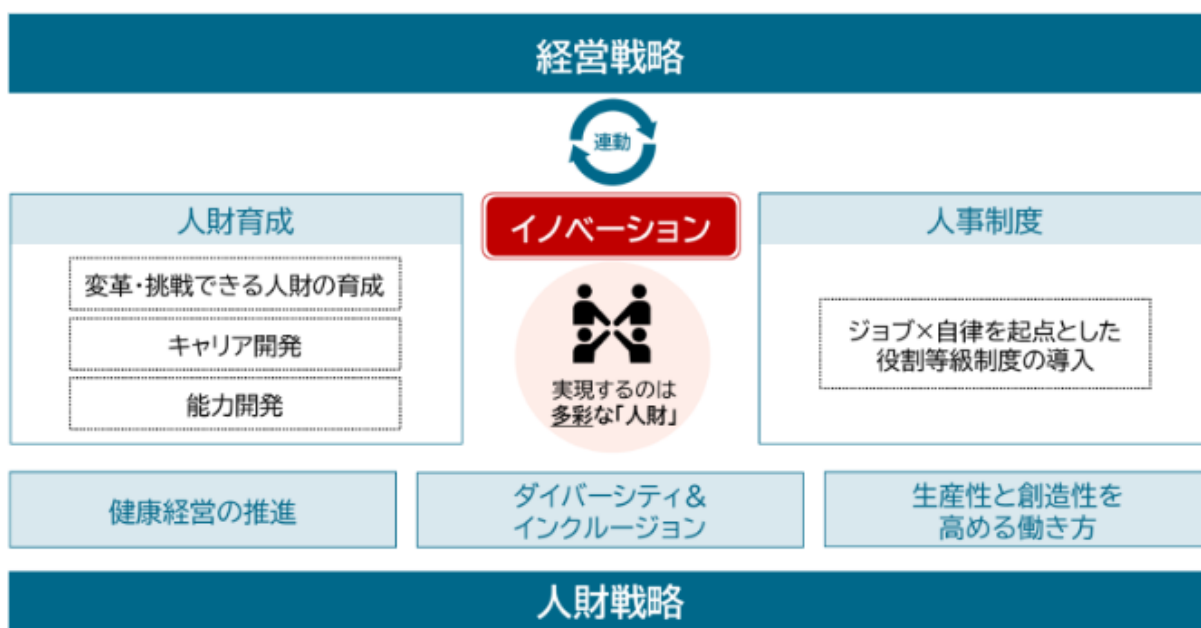 経営戦略
連動
人財育成
変革・挑戦できる人財の育成
キャリア開発
能力開発
イノベーション
実現するのは
多彩な「人財」
人事制度
ジョブ×自律を起点とした
役割等級制度の導入
健康経営の推進
ダイバーシティ&
インクルージョン
生産性と創造性を
高める働き方
人財戦略